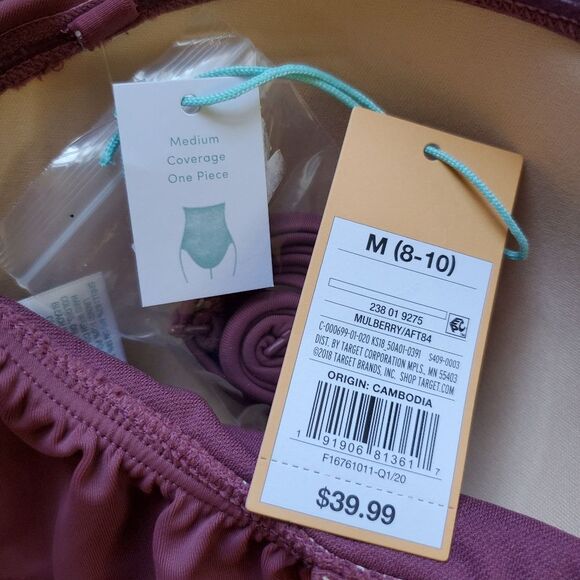 Medium
Coverage
One Piece
M (8-10)
238 01 9275
MULBERRY/AFT84
C-000699-01-020 KS18_50A01-0391 S409-0003
DIST. BY TARGET CORPORATION MPLS., MN 55403
©2018 TARGET BRANDS, INC. SHOP TARGET.COM
ORIGIN: CAMBODIA
1 91906 81361 7
F16761011-Q1/20
$39.99